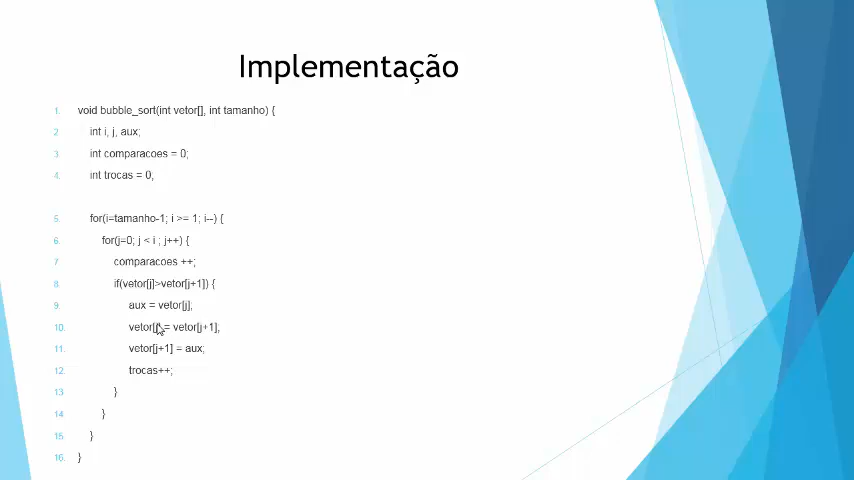 Implementação
1. void bubble_sort(int vetor[], int tamanho) {
2. int i, j, aux;
3. int comparacoes = 0;
4. int trocas = 0;
5. for(i=tamanho-1; i >= 1; i--) {
6. for(j=0; j < i ; j++) {
7. comparacoes ++;
8. if(vetor[j]>vetor[j+1]) {
9. aux = vetor[j];
10. vetor[j] = vetor[j+1];
11. vetor[j+1] = aux;
12. trocas++;
13. }
14. }
15. }
16. }